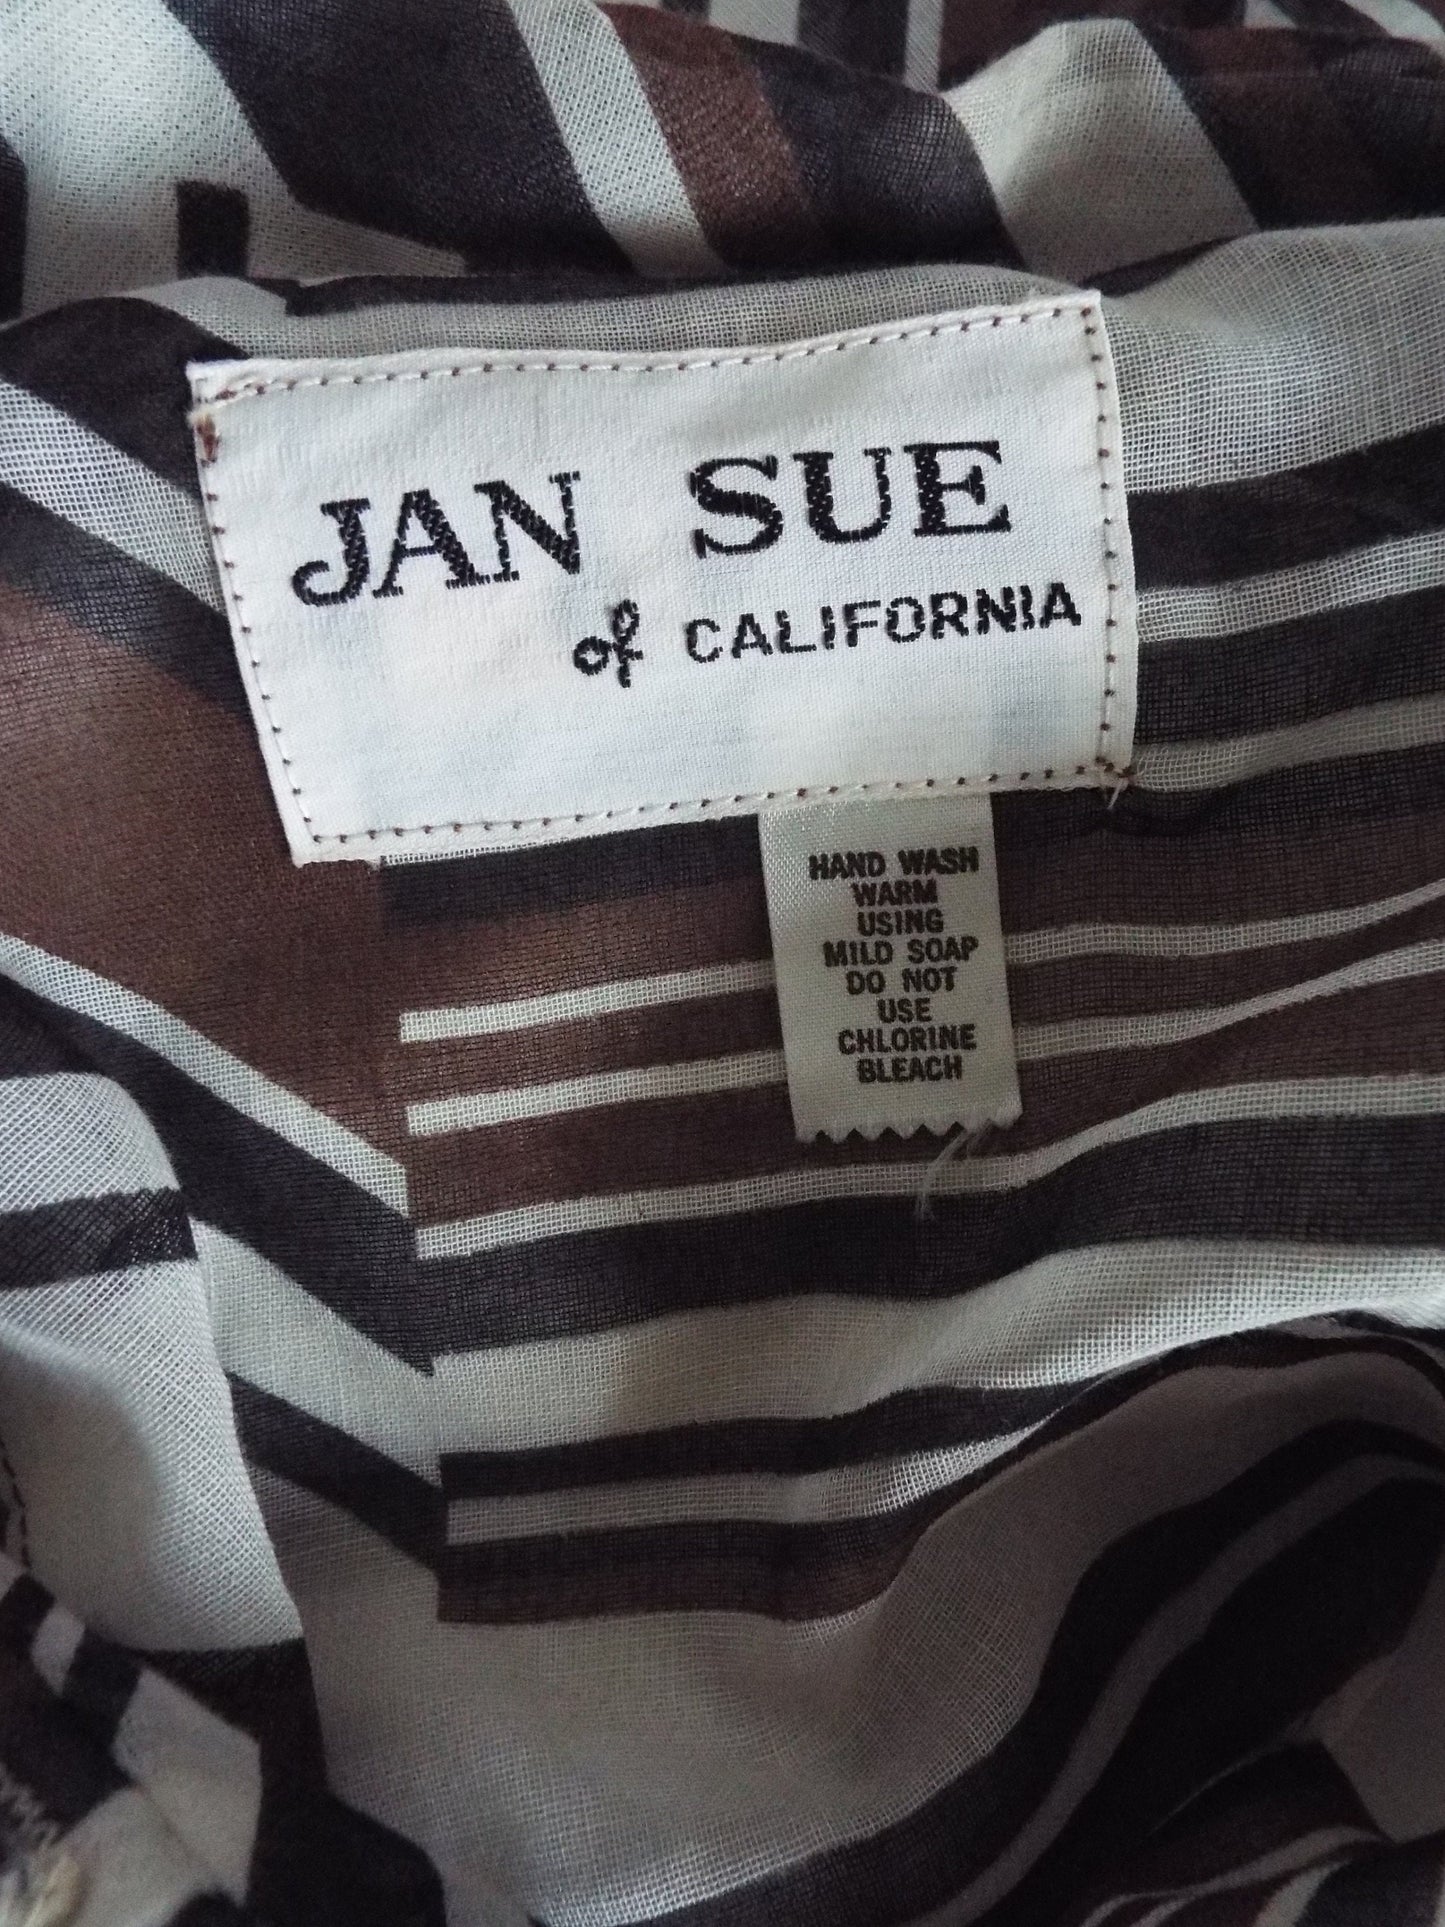 JAN SUE
of CALIFORNIA
HAND WASH
WARM
USING
MILD SOAP
DO NOT
USE
CHLORINE
BLEACH